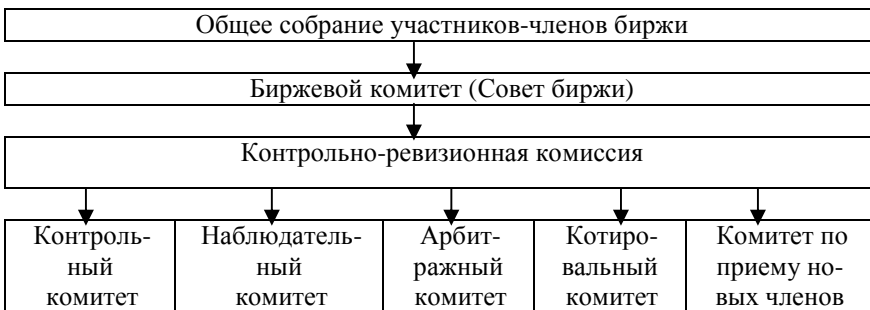 Общее собрание участников-членов биржи
Биржевой комитет (Совет биржи)
Контрольно-ревизионная комиссия
Контроль-
ный
комитет
Наблюдатель-
ный
комитет
Арбит-
ражный
комитет
Котиро-
вальный
комитет
Комитет по
приему но-
вых членов